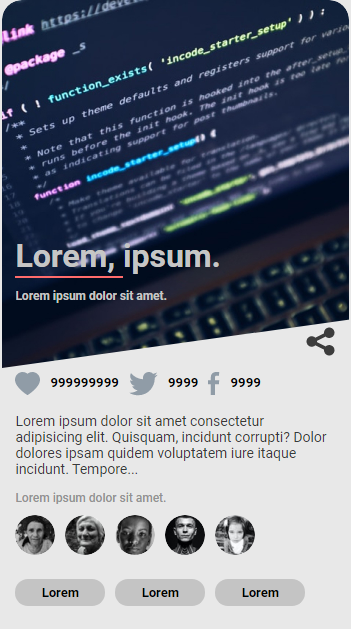 link https://deve
@package _s
if ( ! function_exists( 'incode_starter_setup' ) ) :
/**
* Sets up theme defaults and registers support for
*
* Note that this function is hooked into the after_setup_
* runs before the init hook. The init hook is too late for
* as indicating support for post thumbnails.
*/
function incode_starter_setup() {
Lorem, ipsum.
Lorem ipsum dolor sit amet.
999999999 9999 9999
Lorem ipsum dolor sit amet consectetur
adipisicing elit. Quisquam, incidunt corrupti? Dolor
dolores ipsam quidem voluptatem iure itaque
incidunt. Tempore...
Lorem ipsum dolor sit amet.
Lorem Lorem Lorem